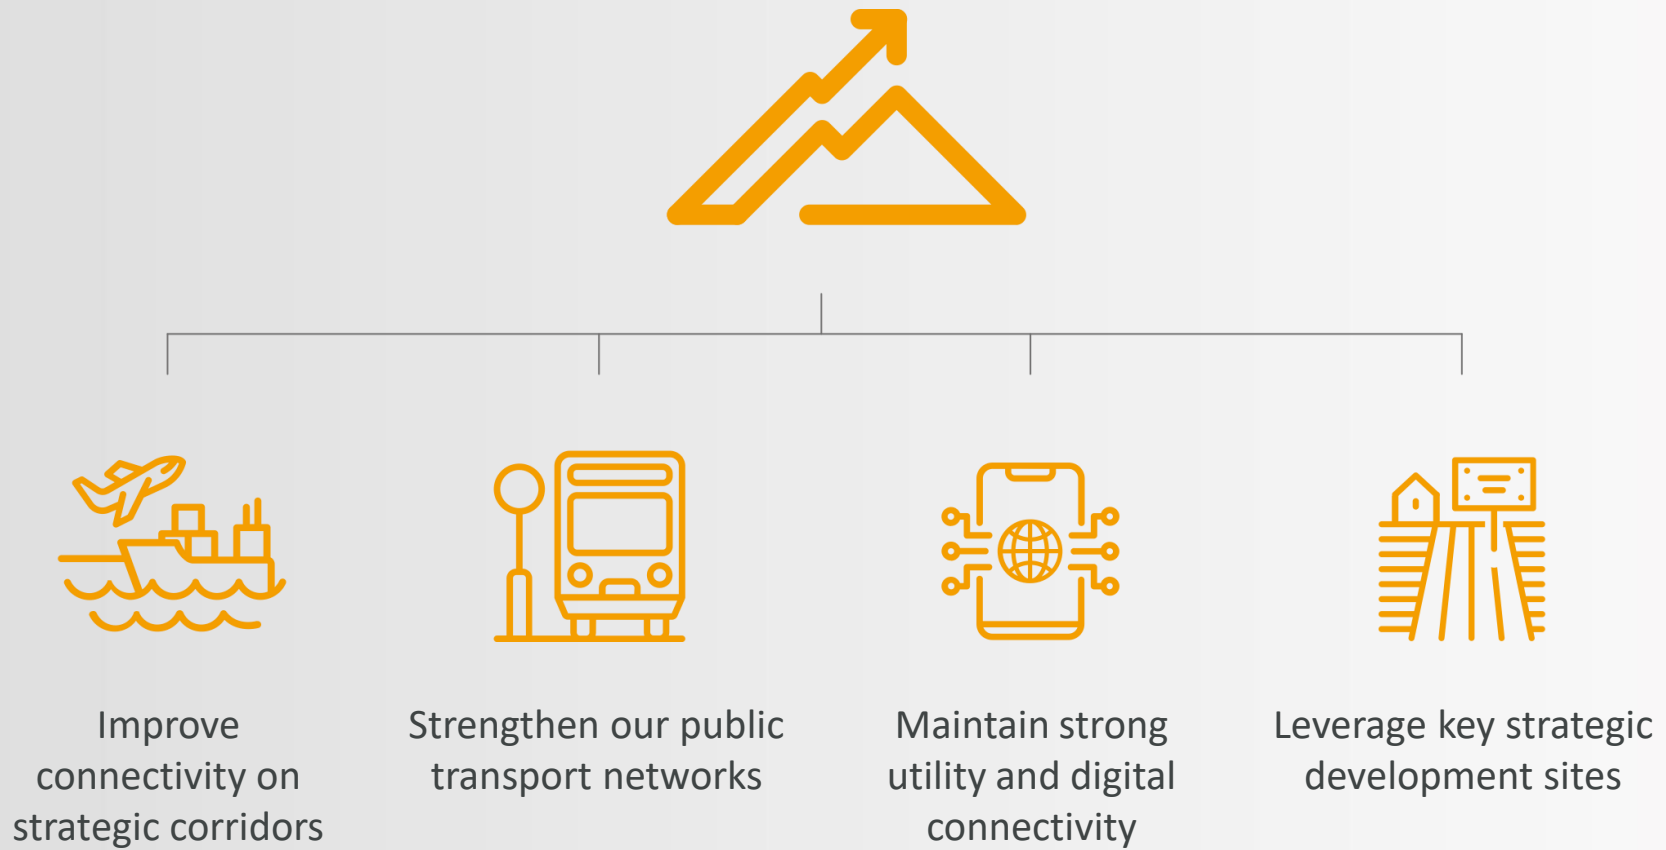 Improve
connectivity on
strategic corridors
Strengthen our public
transport networks
Maintain strong
utility and digital
connectivity
Leverage key strategic
development sites